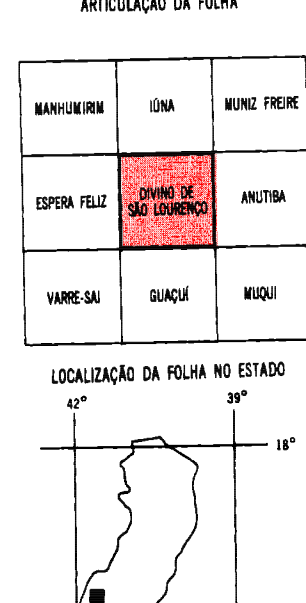 ARTICULAÇÃO DA FOLHA
MANHUMIRIM IÚNA MUNIZ FREIRE
ESPERA FELIZ DIVINO DE SÃO LOURENÇO ANUTIBA
VARRE-SAI GUAÇUÍ MUQUI
LOCALIZAÇÃO DA FOLHA NO ESTADO
42° 39°
18°